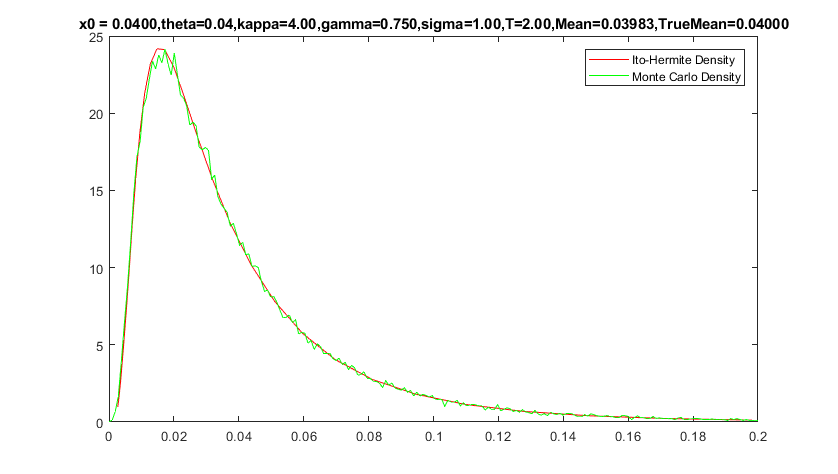 x0 = 0.0400,theta=0.04,kappa=4.00,gamma=0.750,sigma=1.00,T=2.00,Mean=0.03983,TrueMean=0.04000
25
20
15
10
5
0
Ito-Hermite Density
Monte Carlo Density
0 0.02 0.04 0.06 0.08 0.1 0.12 0.14 0.16 0.18 0.2